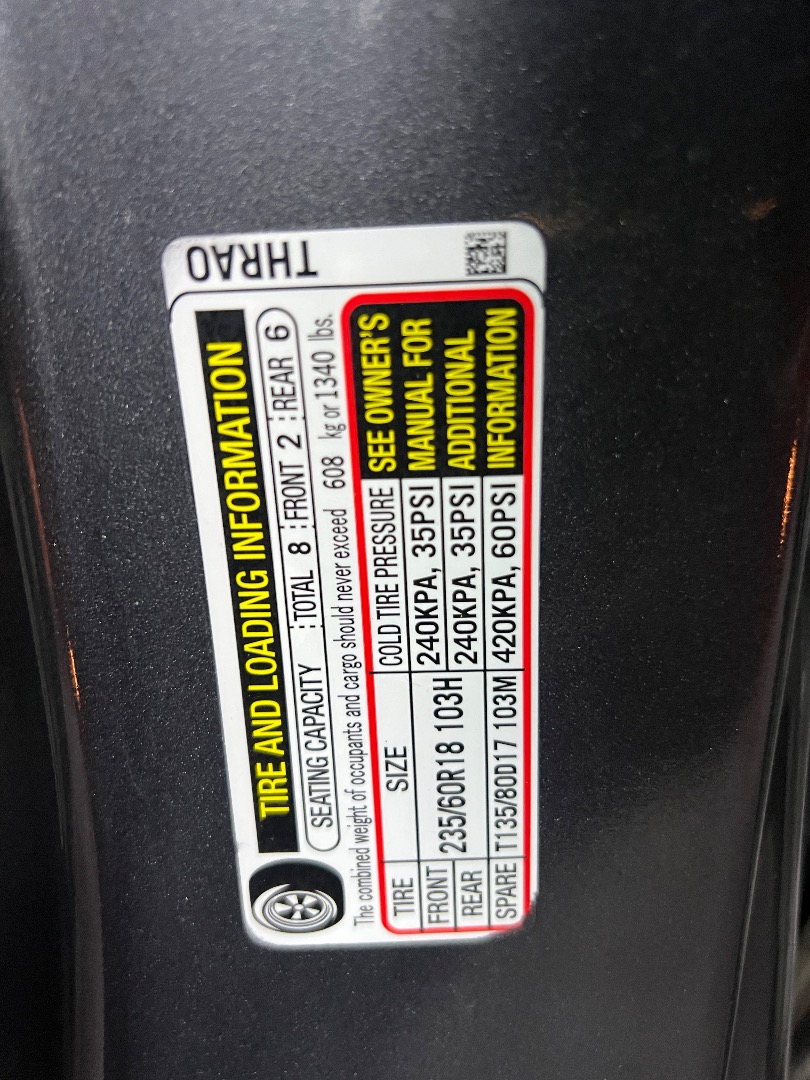 TIRE AND LOADING INFORMATION
SEATING CAPACITY TOTAL 8 FRONT 2 REAR 6
The combined weight of occupants and cargo should never exceed 608 kg or 1340 lbs.
TIRE SIZE COLD TIRE PRESSURE
FRONT 235/60R18 103H 240KPA, 35PSI
REAR 240KPA, 35PSI
SPARE T135/80D17 103M 420KPA, 60PSI
SEE OWNER'S
MANUAL FOR
ADDITIONAL
INFORMATION
THRA0